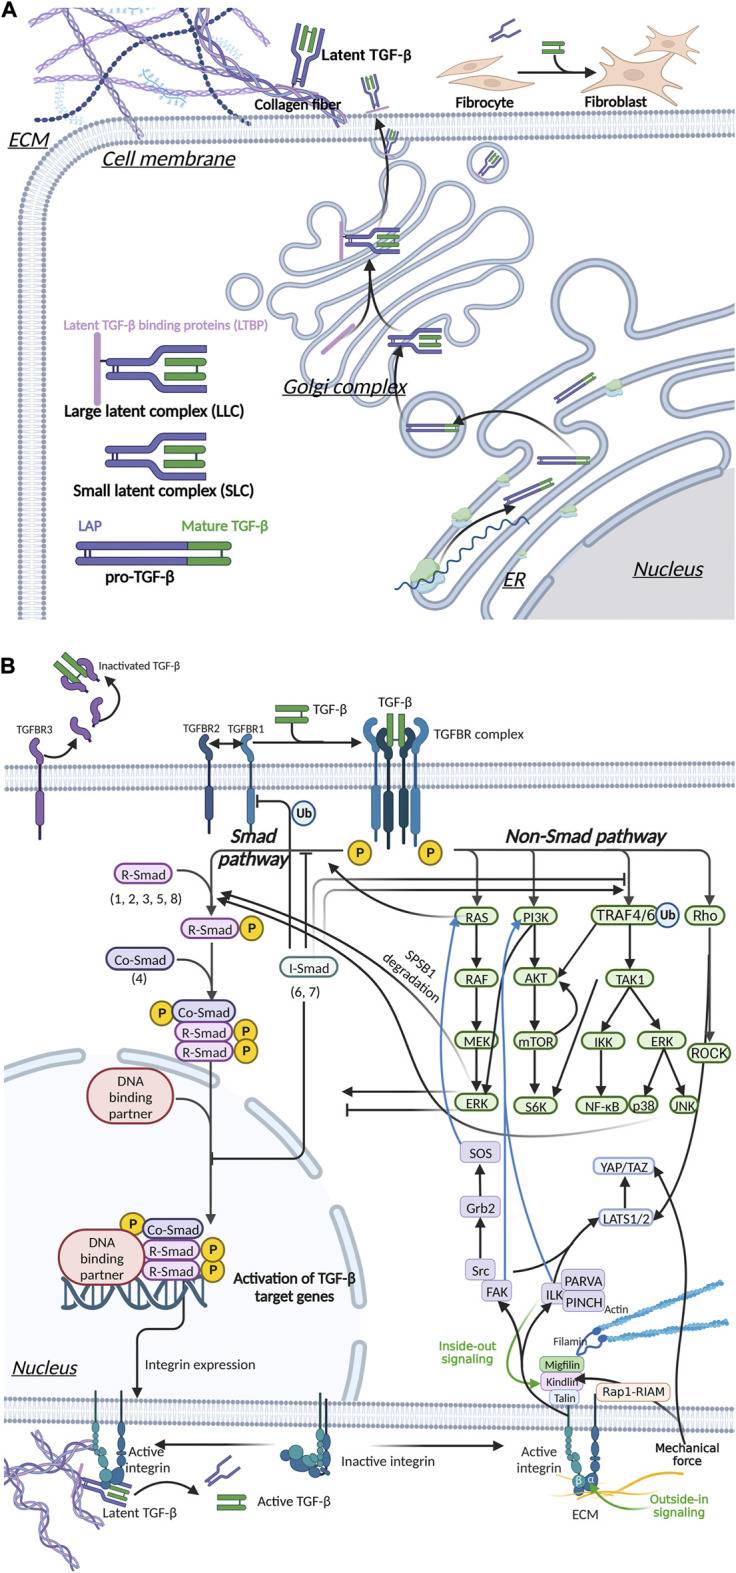 A
Latent TGF-β
Collagen fiber
Fibrocyte
Fibroblast
ECM
Cell membrane
Latent TGF-β binding proteins (LTBP)
Golgi complex
Large latent complex (LLC)
Small latent complex (SLC)
LAP
Mature TGF-β
pro-TGF-β
ER
Nucleus
B
Inactivated TGF-β
TGFBR3
TGFBR2
TGFBR1
TGF-β
TGF-β
TGFBR complex
Ub
Smad
pathway
P
P
Non-Smad pathway
R-Smad
(1, 2, 3, 5, 8)
R-Smad
P
RAS
PI3K
TRAF4/6
Ub
Rho
Co-Smad
(4)
I-Smad
(6, 7)
SPSB1
degradation
RAF
AKT
TAK1
P
Co-Smad
R-Smad
P
R-Smad
P
MEK
mTOR
IKK
ERK
ROCK
DNA
binding
partner
ERK
S6K
NF-κB
p38
JNK
SOS
YAP/TAZ
Grb2
LATS1/2
P
Co-Smad
DNA
binding
partner
R-Smad
P
R-Smad
P
Activation of TGF-β
target genes
Src
FAK
ILK
PARVA
PINCH
Actin
Filamin
Inside-out
signaling
Migfilin
Kindlin
Talin
Rap1-RIAM
Nucleus
Integrin expression
Active
integrin
Inactive integrin
Active
integrin
Mechanical
force
β
α
Latent TGF-β
Active TGF-β
ECM
Outside-in
signaling